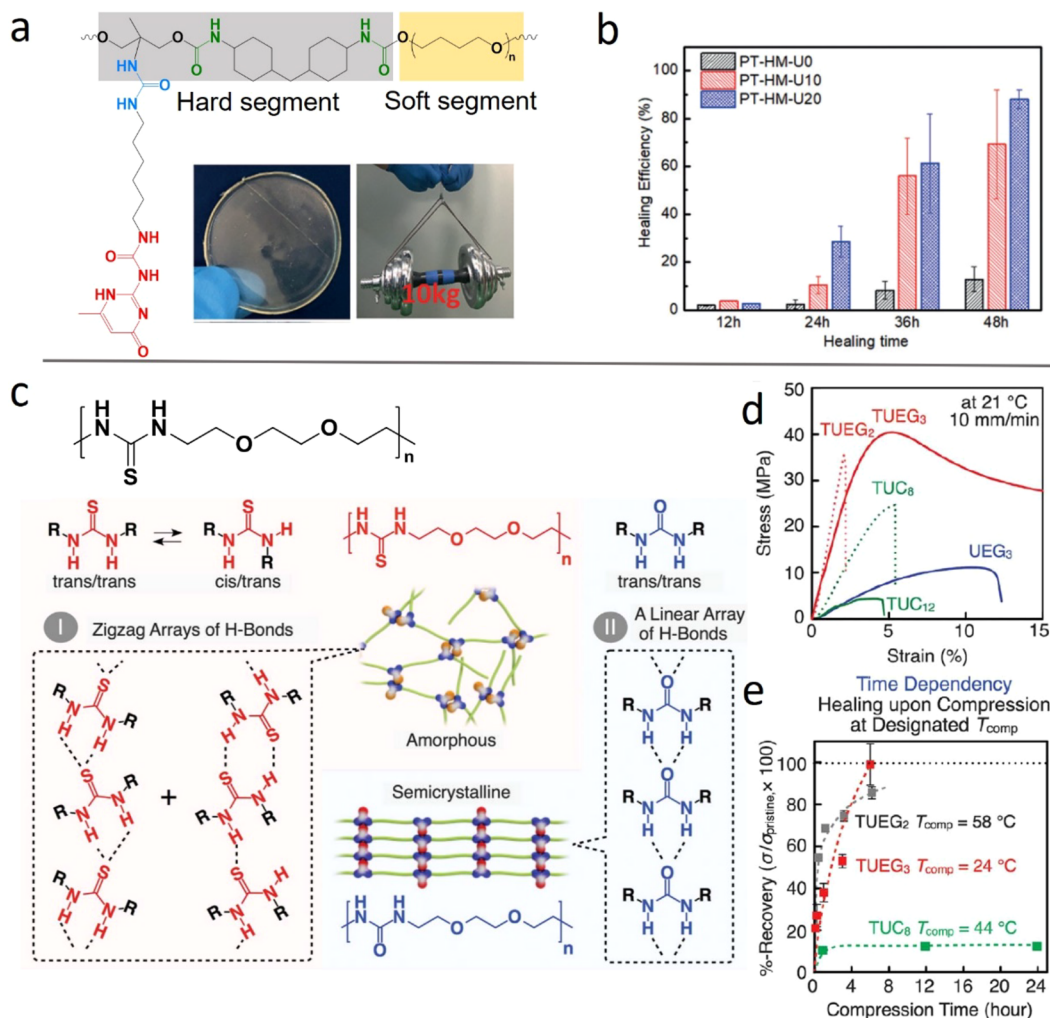 a
O
O
H
N
O
H
N
O
O
O
n
HN
O
HN
Hard segment
Soft segment
NH
O
NH
HN
N
N
O
10kg
b
PT-HM-U0
PT-HM-U10
PT-HM-U20
Healing Efficiency (%)
100
80
60
40
20
0
12h
24h
36h
48h
Healing time
c
H
N
H
N
S
O
O
n
S
R
N
N
R
H
H
trans/trans
S
R
N
N
H
H
R
cis/trans
H
N
H
N
S
O
O
n
O
R
N
N
R
H
H
trans/trans
I
Zigzag Arrays of H-Bonds
II
A Linear Array
of H-Bonds
Amorphous
Semicrystalline
H
N
H
N
O
O
O
n
d
at 21 °C
10 mm/min
TUEG3
TUEG2
TUC8
UEG3
TUC12
Stress (MPa)
50
40
30
20
10
0
0
5
10
15
Strain (%)
e
Time Dependency
Healing upon Compression
at Designated Tcomp
%-Recovery (σ/σpristine,× 100)
100
80
60
40
20
0
TUEG2 Tcomp = 58 °C
TUEG3 Tcomp = 24 °C
TUC8 Tcomp = 44 °C
0
4
8
12
16
20
24
Compression Time (hour)